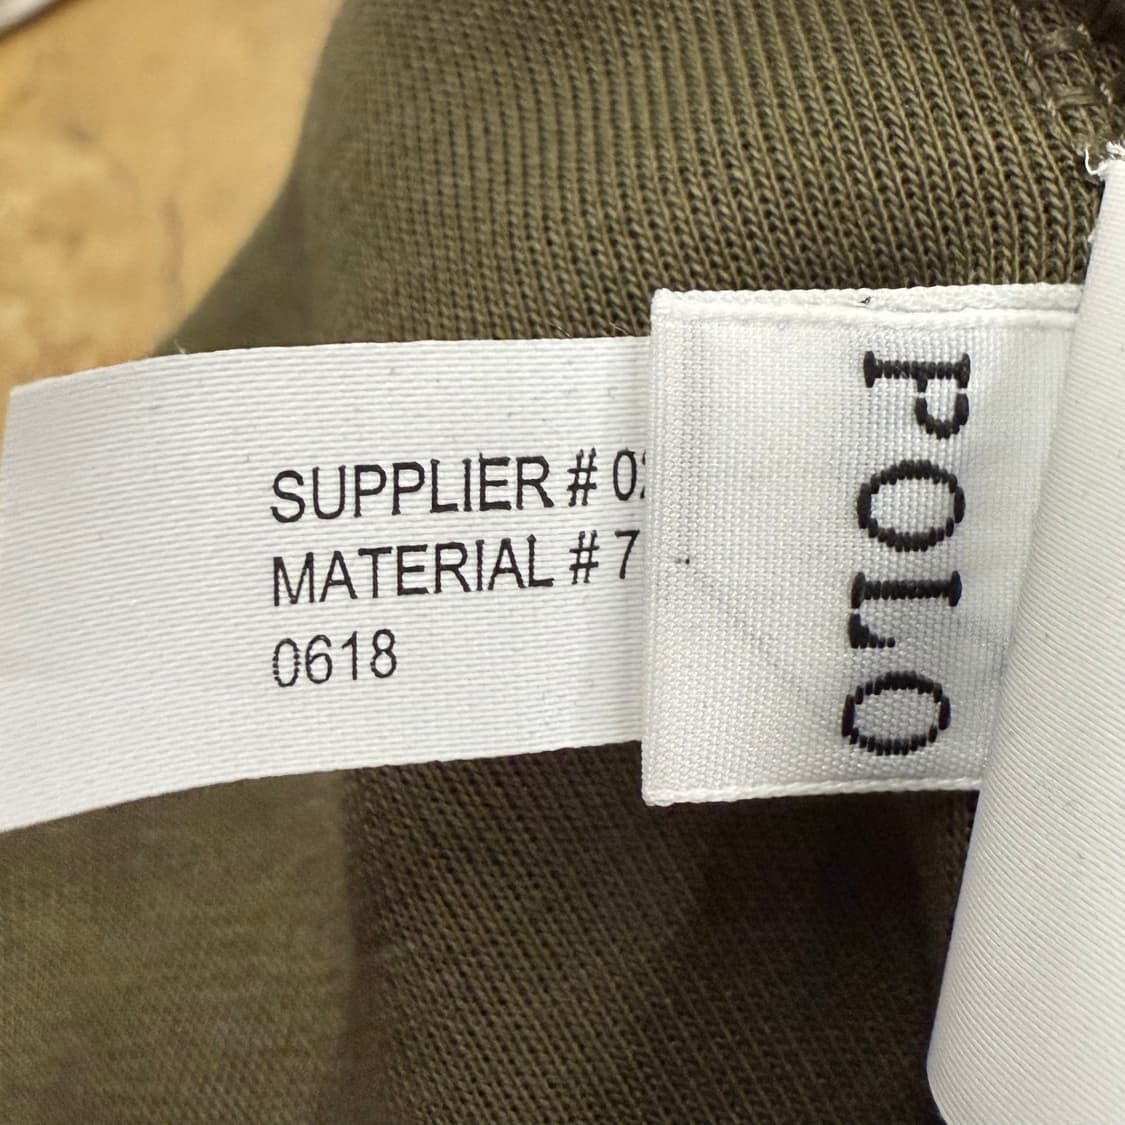 SUPPLIER # 0
MATERIAL # 7
0618
POLO